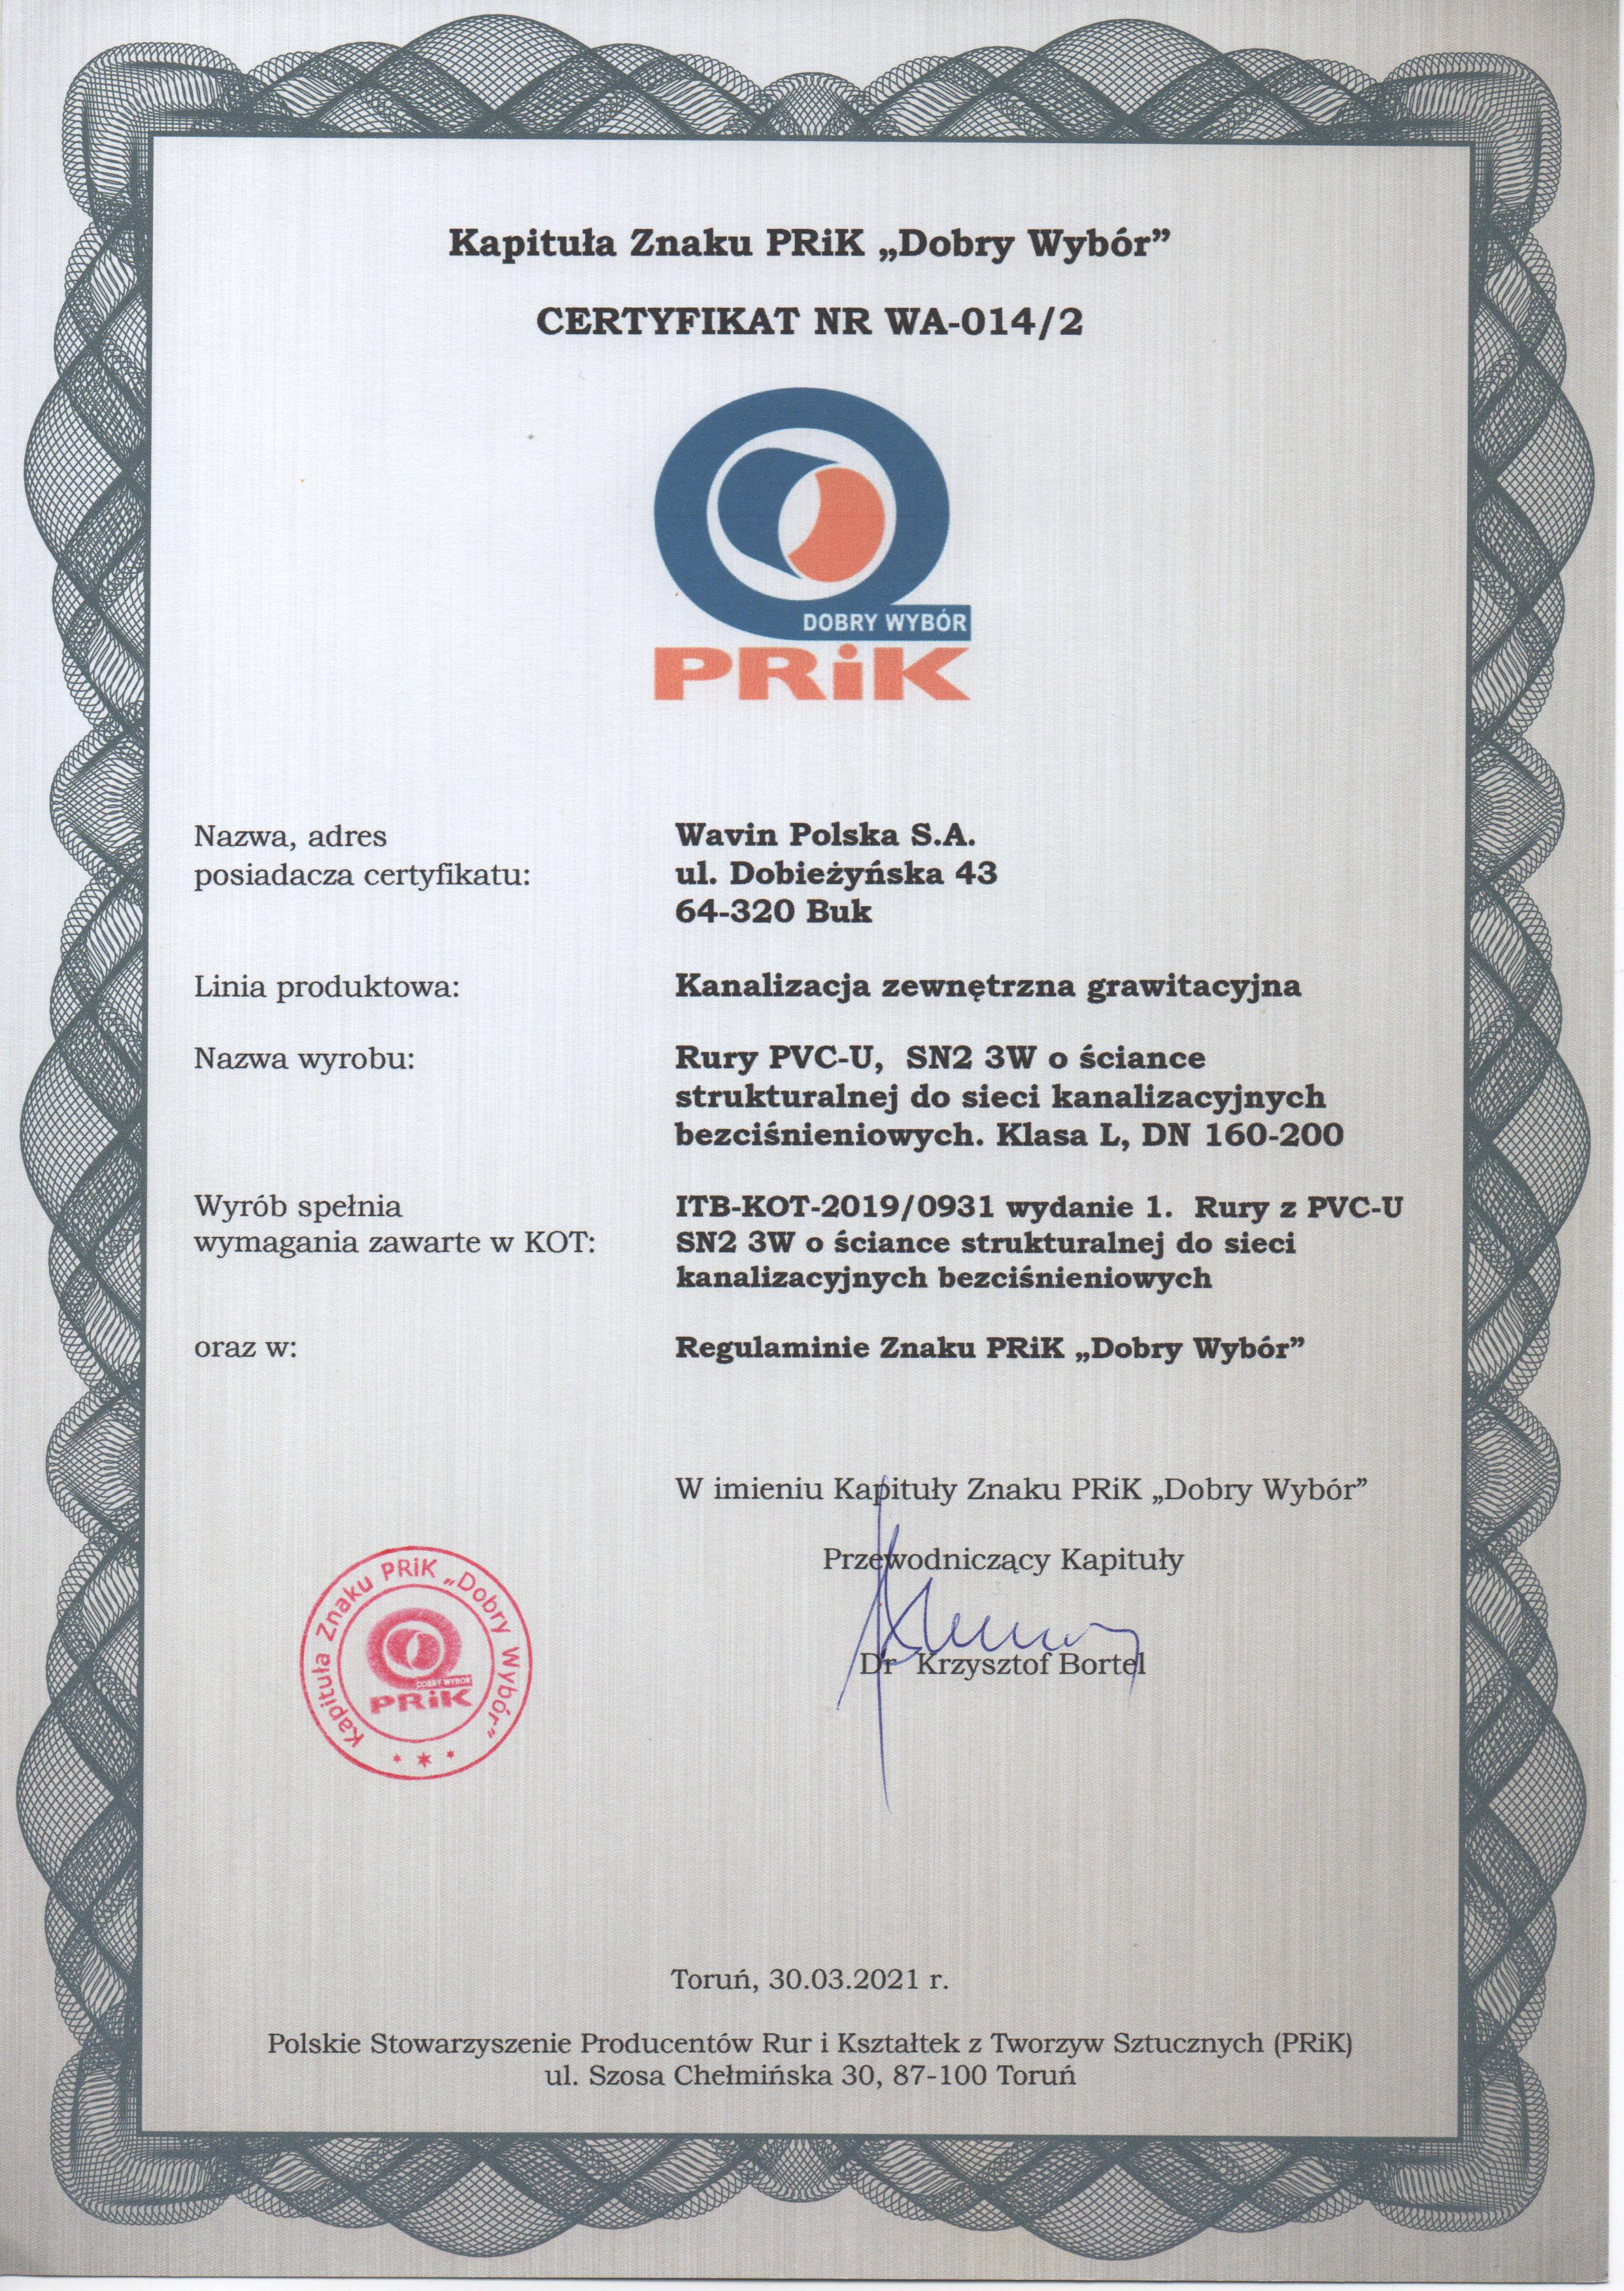 Kapituła Znaku PRiK „Dobry Wybór”
CERTYFIKAT NR WA-014/2
DOBRY WYBÓR
PRiK
Nazwa, adres
posiadacza certyfikatu:
Wavin Polska S.A.
ul. Dobieżyńska 43
64-320 Buk
Linia produktowa:
Kanalizacja zewnętrzna grawitacyjna
Nazwa wyrobu:
Rury PVC-U, SN2 3W o ściance
strukturalnej do sieci kanalizacyjnych
bezciśnieniowych. Klasa L, DN 160-200
Wyrób spełnia
wymagania zawarte w KOT:
ITB-KOT-2019/0931 wydanie 1. Rury z PVC-U
SN2 3W o ściance strukturalnej do sieci
kanalizacyjnych bezciśnieniowych
oraz w:
Regulaminie Znaku PRiK „Dobry Wybór”
W imieniu Kapituły Znaku PRiK „Dobry Wybór”
Przewodniczący Kapituły
Dr Krzysztof Bortel
Kapituła Znaku PRiK „Dobry Wybór”
DOBRY WYBÓR
PRiK
Toruń, 30.03.2021 r.
Polskie Stowarzyszenie Producentów Rur i Kształtek z Tworzyw Sztucznych (PRiK)
ul. Szosa Chełmińska 30, 87-100 Toruń